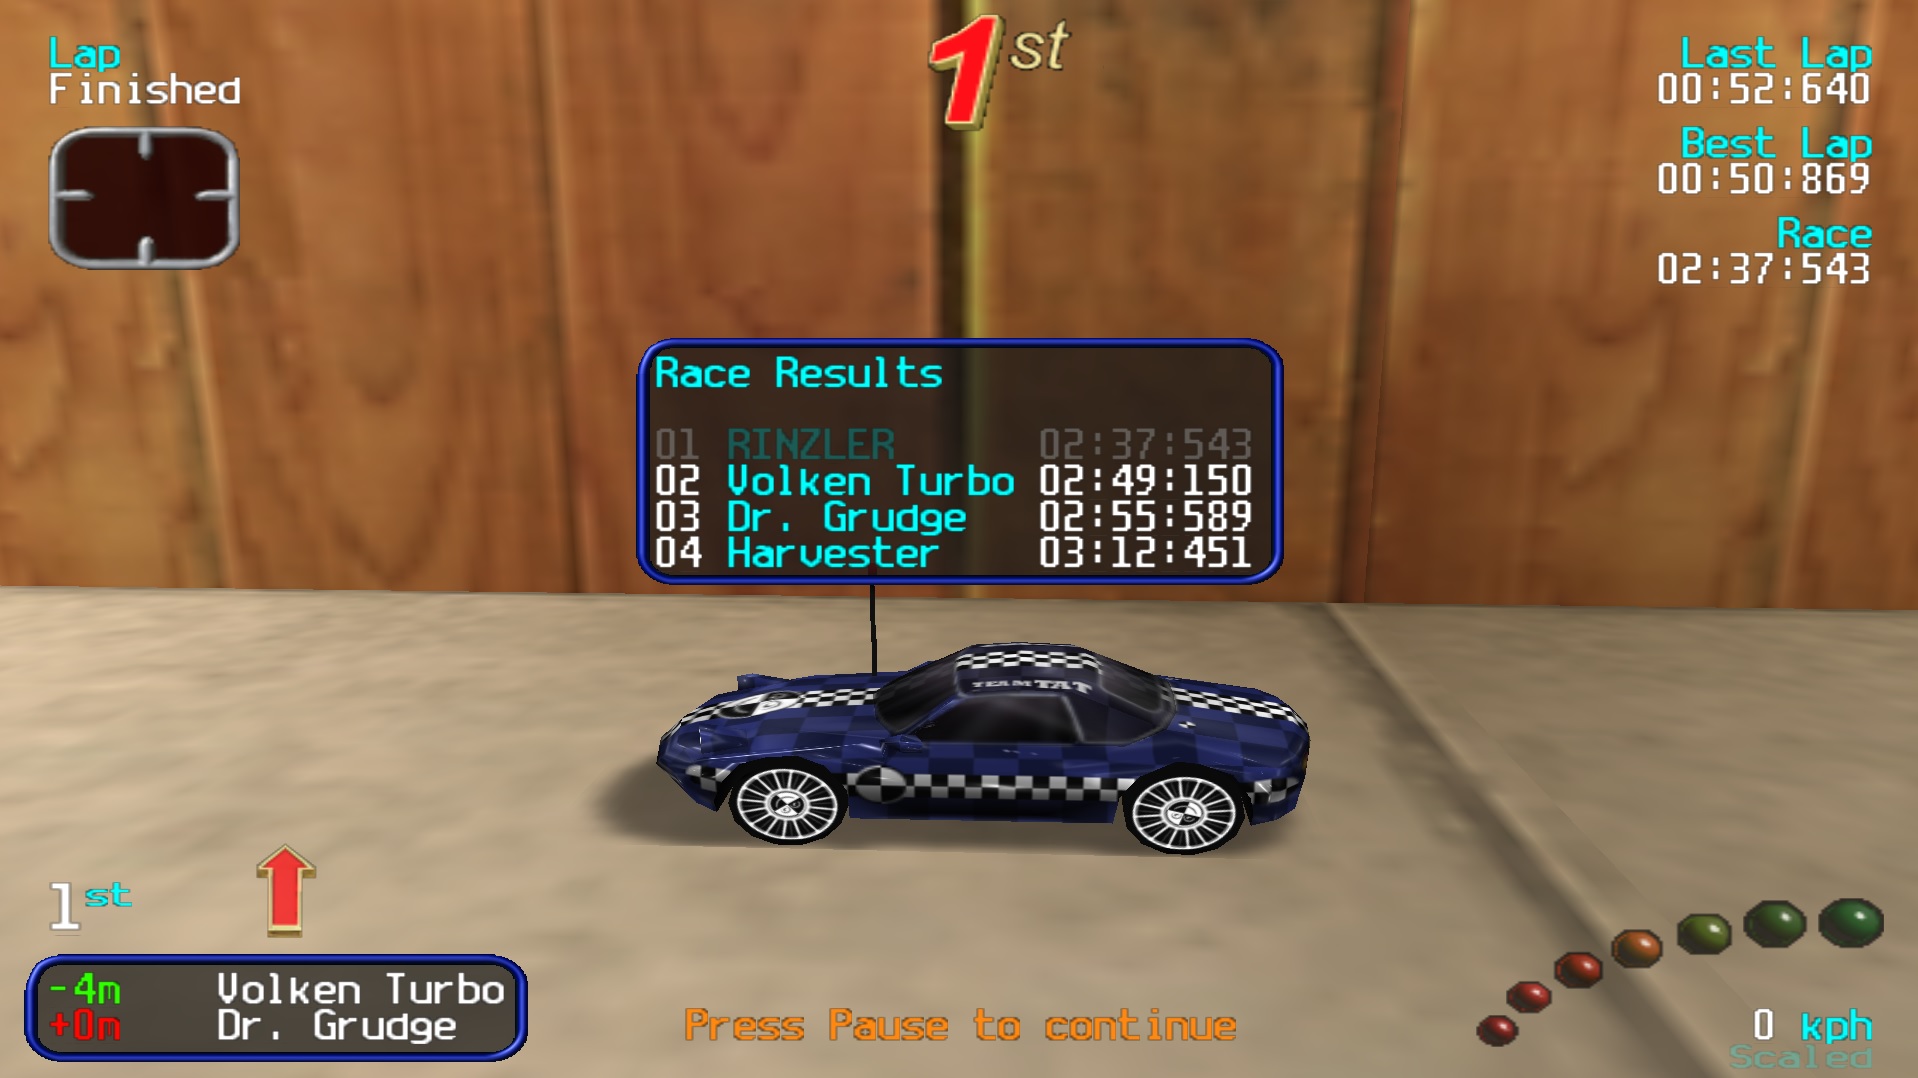 Lap
Finished
1st
Last Lap
00:52:640
Best Lap
00:50:869
Race
02:37:543
Race Results
01 RINZLER 02:37:543
02 Volken Turbo 02:49:150
03 Dr. Grudge 02:55:589
04 Harvester 03:12:451
TEAM TAT
1st
-4m Volken Turbo
+0m Dr. Grudge
Press Pause to continue
0 kph
Scaled